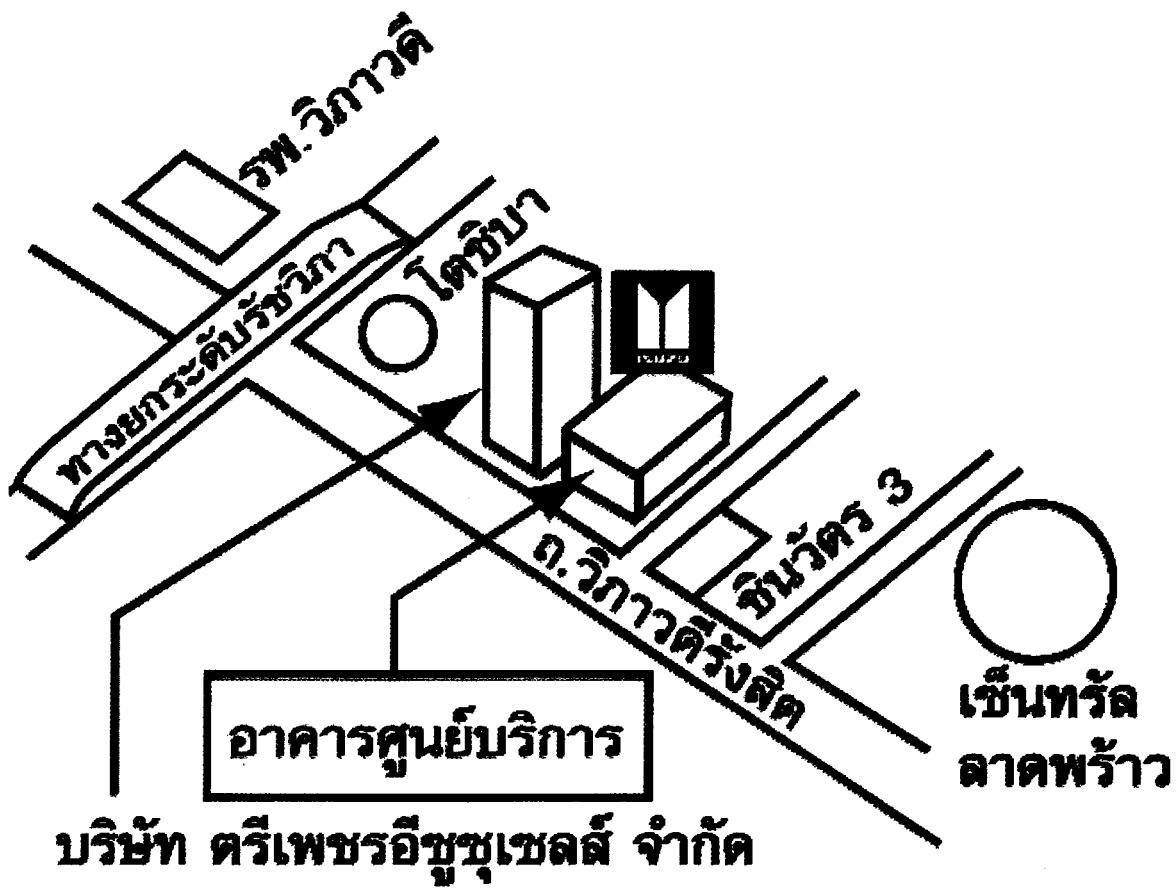 รพ.วิภาวดี
โตชิบา
ทางยกระดับรัชวิภา
ISUZU
ชินวัตร 3
ถ.วิภาวดีรังสิต
เซ็นทรัล
ลาดพร้าว
อาคารศูนย์บริการ
บริษัท ตรีเพชรอีซูซุเซลส์ จำกัด